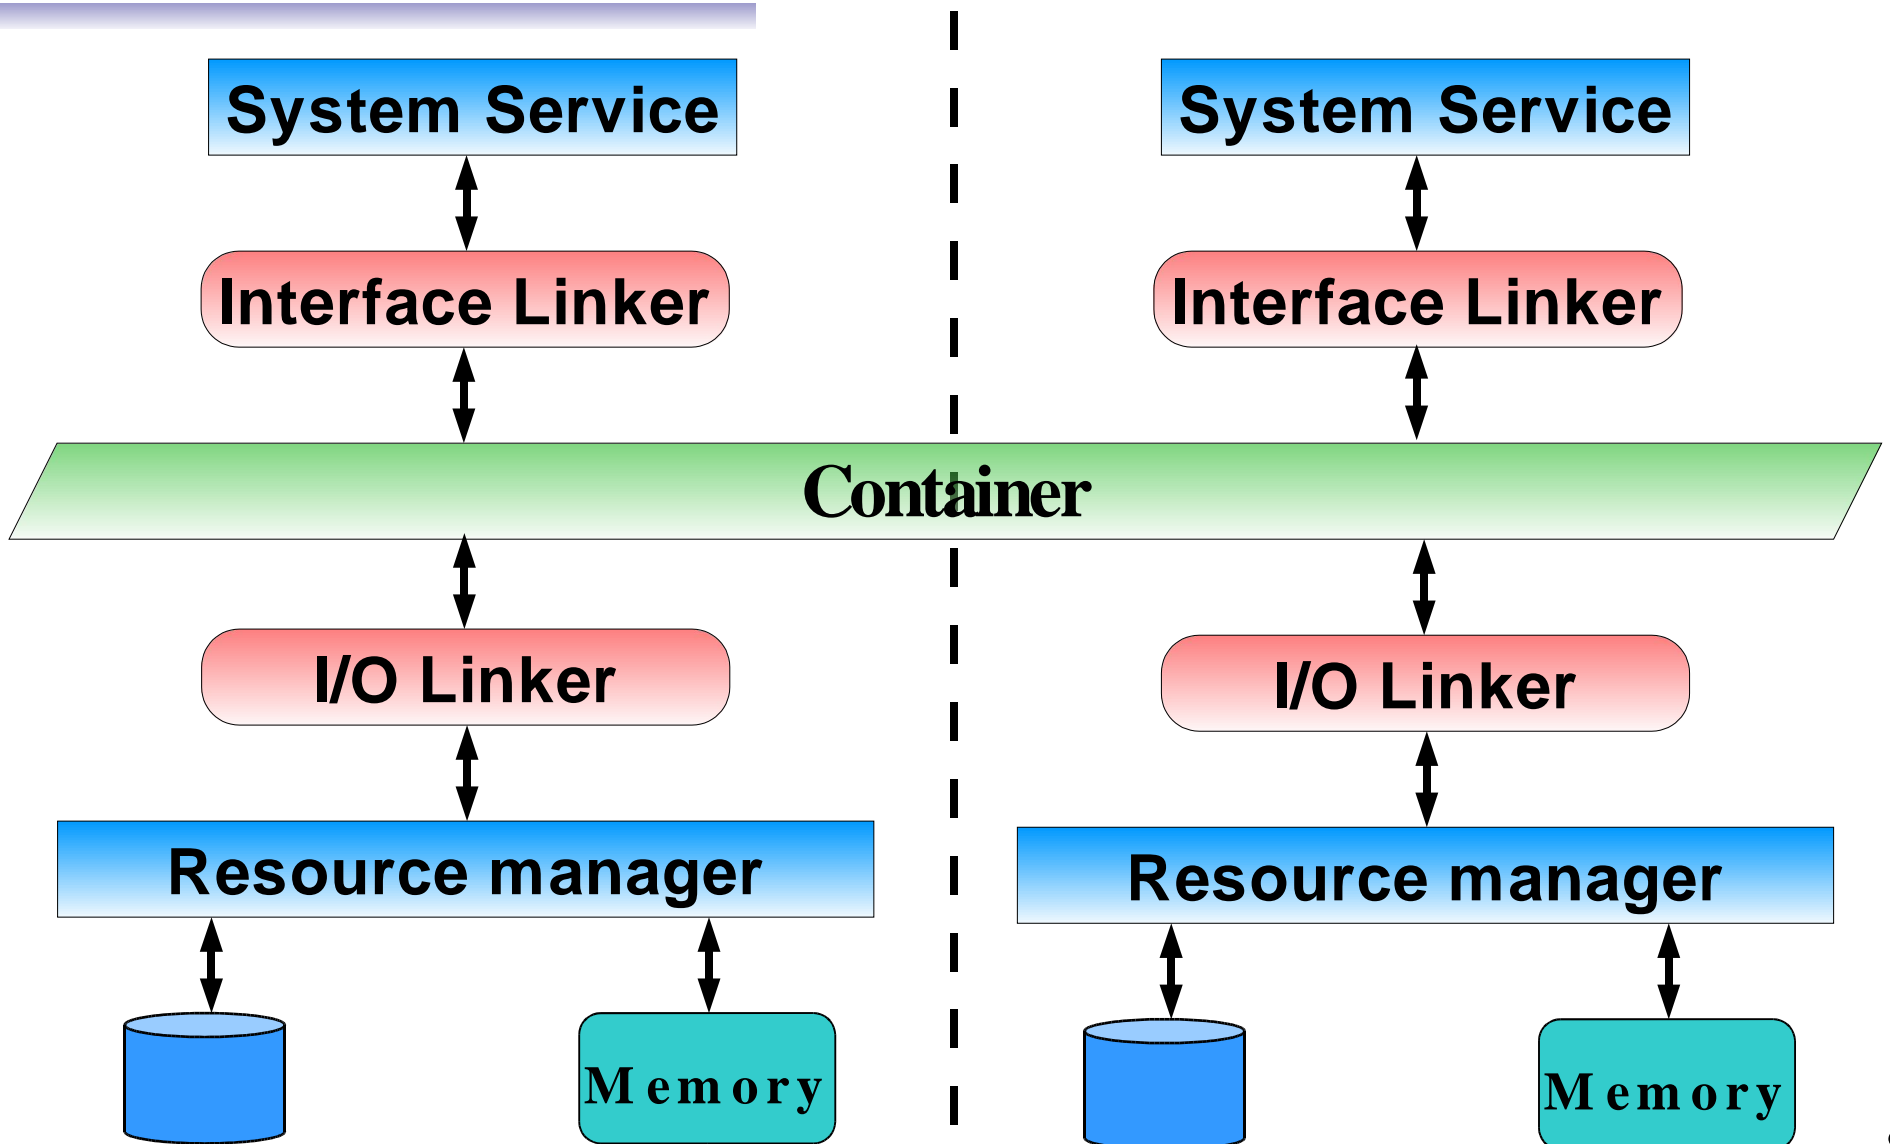 System Service
System Service
Interface Linker
Interface Linker
Container
I/O Linker
I/O Linker
Resource manager
Resource manager
Memory
Memory